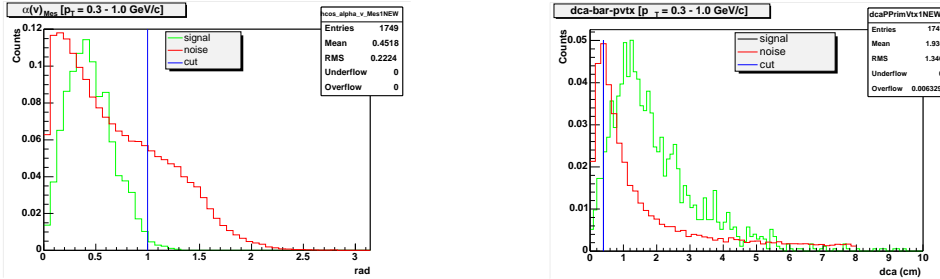 α(v)Mes [pT = 0.3 - 1.0 GeV/c]
hcos_alpha_v_Mes1NEW
Entries 1749
Mean 0.4518
RMS 0.2224
Underflow 0
Overflow 0
signal
noise
cut
Counts
0.12
0.1
0.08
0.06
0.04
0.02
0
0 0.5 1 1.5 2 2.5 3
rad
dca-bar-pvtx [p T = 0.3 - 1.0 GeV/c]
dcaPPrimVtx1NEW
Entries 174
Mean 1.93
RMS 1.34
Underflow
Overflow 0.006329
signal
noise
cut
Counts
0.05
0.04
0.03
0.02
0.01
0
0 1 2 3 4 5 6 7 8 9 10
dca (cm)